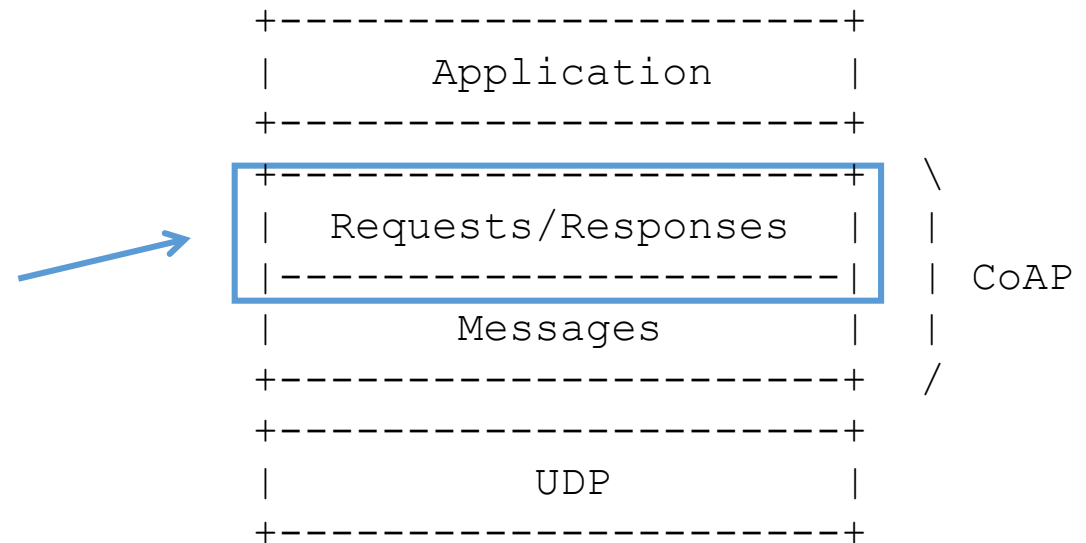 +----------------------+
|      Application     |
+----------------------+
+----------------------+  \
|  Requests/Responses  |  |
|----------------------|  | CoAP
|       Messages       |  |
+----------------------+  /
+----------------------+
|          UDP         |
+----------------------+